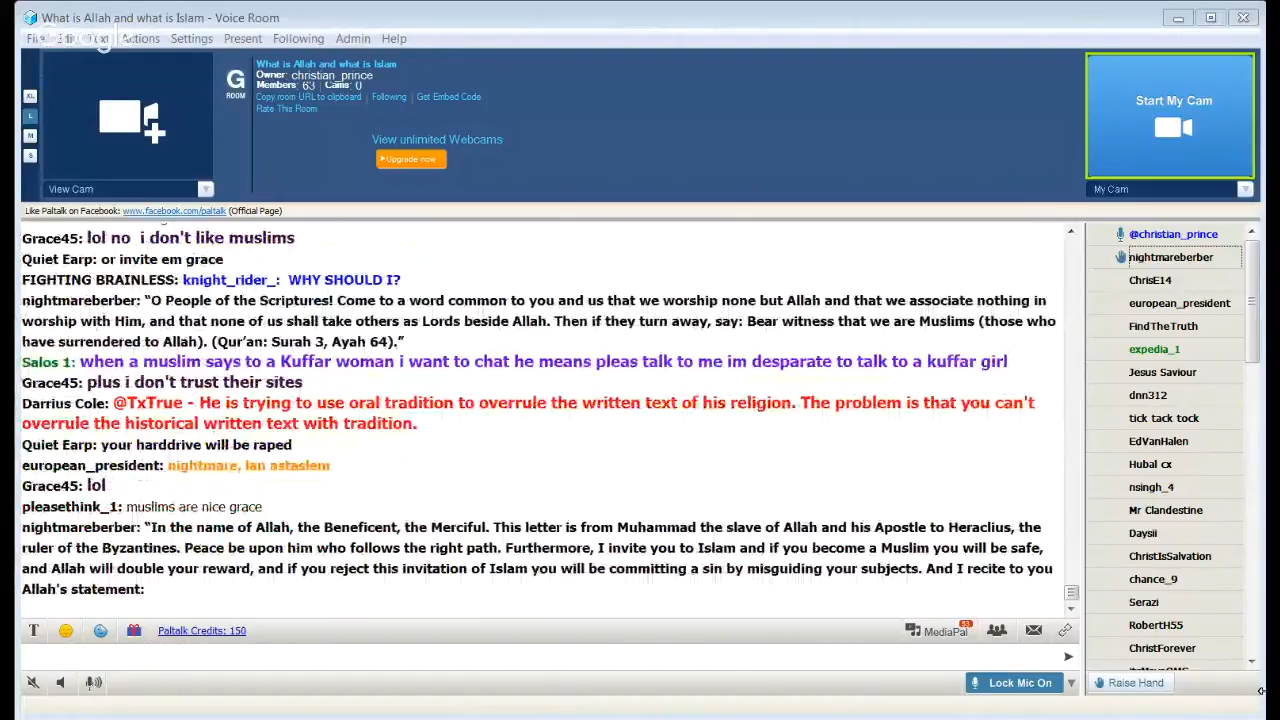 What is Allah and what is Islam - Voice Room
Actions Settings Present Following Admin Help
What is Allah and what is Islam
Owner: christian_prince
Members: 63 | Cams: 0
Copy room URL to clipboard | Following | Get Embed Code
Rate This Room
G
ROOM
View unlimited Webcams
Upgrade now
Start My Cam
XL
L
M
S
View Cam
My Cam
Like Paltalk on Facebook: www.facebook.com/paltalk (Official Page)
Grace45: lol no i don't like muslims
Quiet Earp: or invite em grace
FIGHTING BRAINLESS: knight_rider_: WHY SHOULD I?
nightmareberber: “O People of the Scriptures! Come to a word common to you and us that we worship none but Allah and that we associate nothing in
worship with Him, and that none of us shall take others as Lords beside Allah. Then if they turn away, say: Bear witness that we are Muslims (those who
have surrendered to Allah). (Qur’an: Surah 3, Ayah 64).”
Salos 1: when a muslim says to a Kuffar woman i want to chat he means pleas talk to me im desparate to talk to a kuffar girl
Grace45: plus i don't trust their sites
Darrius Cole: @TxTrue - He is trying to use oral tradition to overrule the written text of his religion. The problem is that you can't
overrule the historical written text with tradition.
Quiet Earp: your harddrive will be raped
european_president: nightmare, lan astaslem
Grace45: lol
pleasethink_1: muslims are nice grace
nightmareberber: “In the name of Allah, the Beneficent, the Merciful. This letter is from Muhammad the slave of Allah and his Apostle to Heraclius, the
ruler of the Byzantines. Peace be upon him who follows the right path. Furthermore, I invite you to Islam and if you become a Muslim you will be safe,
and Allah will double your reward, and if you reject this invitation of Islam you will be committing a sin by misguiding your subjects. And I recite to you
Allah's statement:
@christian_prince
nightmareberber
ChrisE14
european_president
FindTheTruth
expedia_1
Jesus Saviour
dnn312
tick tack tock
EdVanHalen
Hubal cx
nsingh_4
Mr Clandestine
Daysii
ChristIsSalvation
chance_9
Serazi
RobertH55
ChristForever
T
Paltalk Credits: 150
MediaPal
53
Lock Mic On
Raise Hand